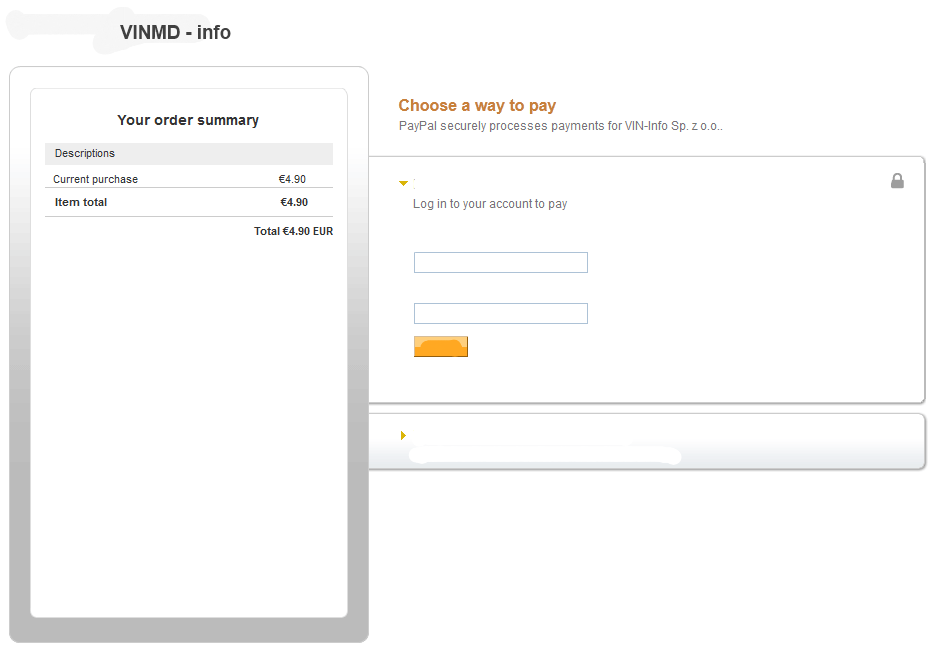 VINMD - info
Your order summary
Descriptions
Current purchase €4.90
Item total €4.90
Total €4.90 EUR
Choose a way to pay
PayPal securely processes payments for VIN-Info Sp. z o.o..
Log in to your account to pay